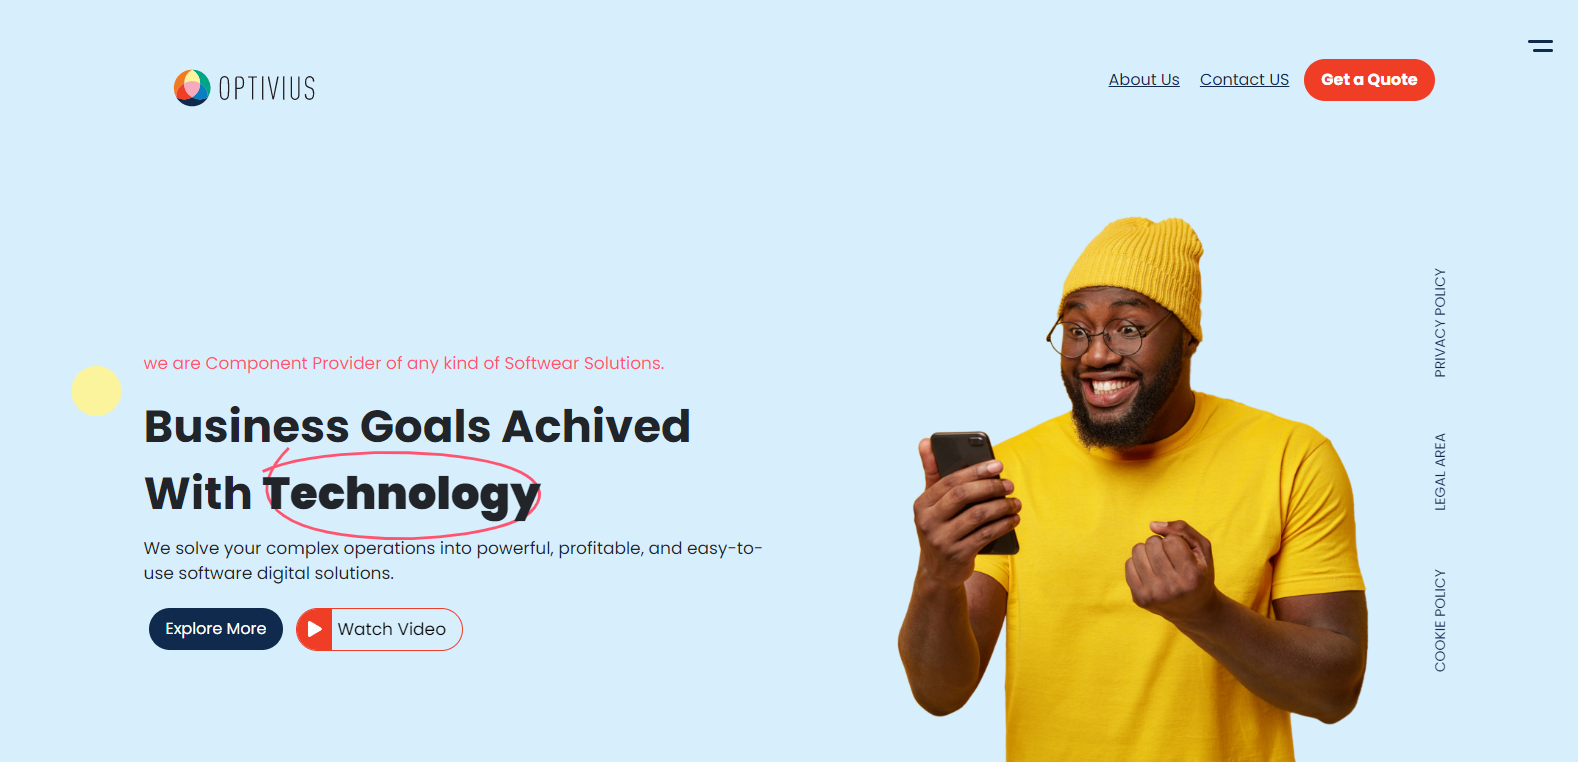 OPTIVIUS
About Us
Contact US
Get a Quote
we are Component Provider of any kind of Softwear Solutions.
Business Goals Achived
With Technology
We solve your complex operations into powerful, profitable, and easy-to-
use software digital solutions.
Explore More
Watch Video
PRIVACY POLICY
LEGAL AREA
COOKIE POLICY